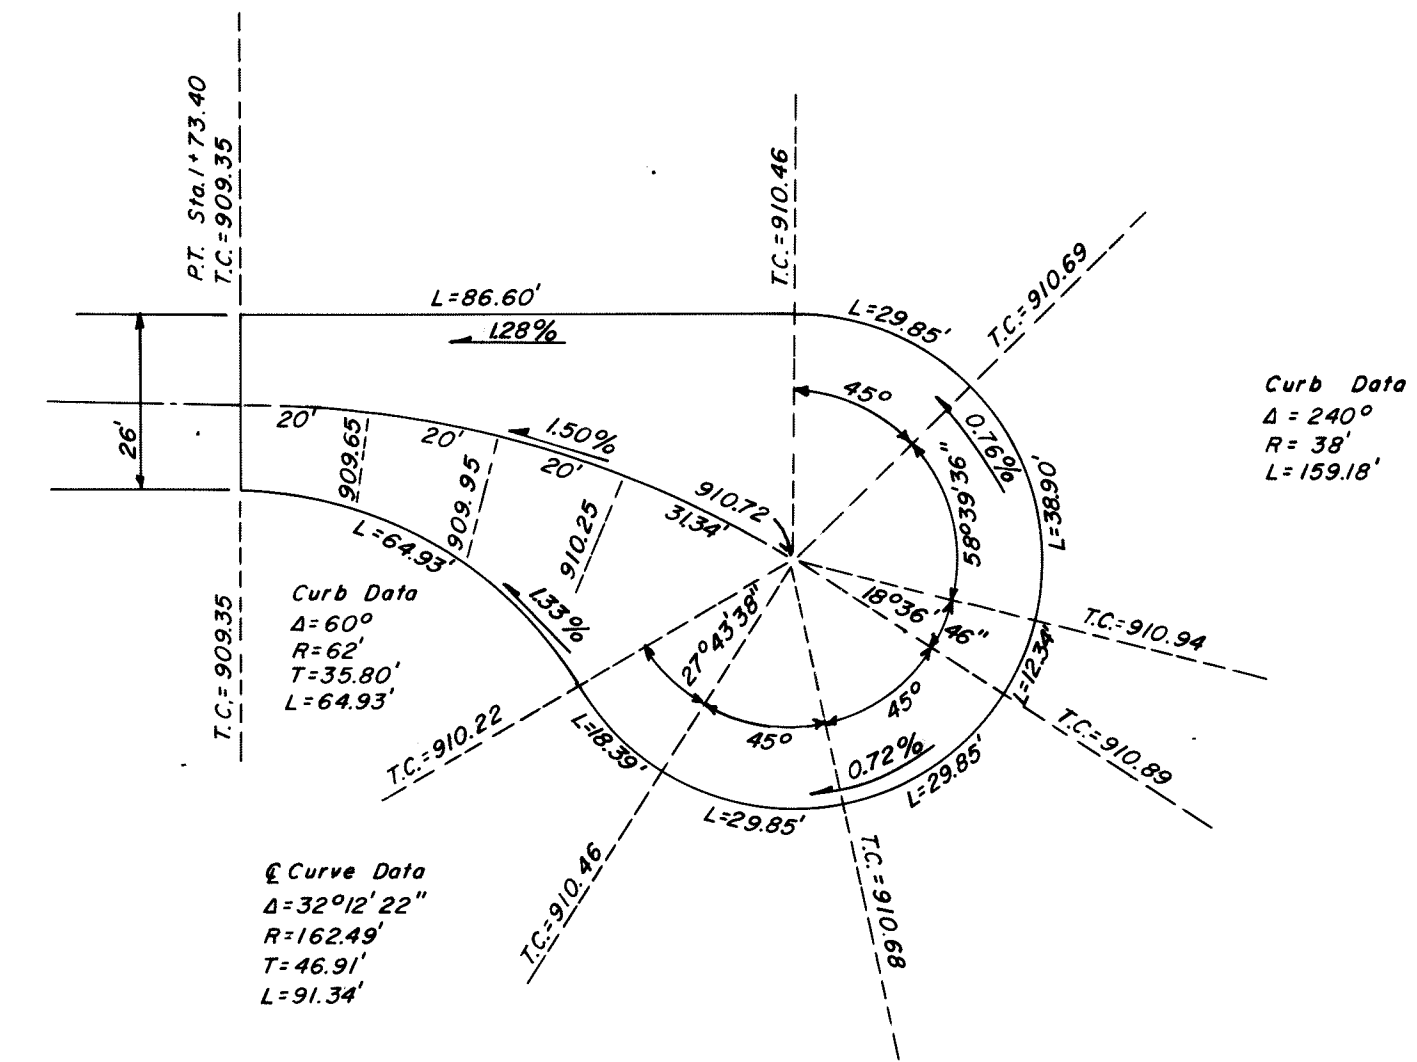 P.T. Sta. 1+73.40
T.C.=909.35
T.C.=910.46
T.C.=910.69
L=86.60'
1.28%
L=29.85'
Curb Data
Δ=240°
R=38'
L=159.18'
45°
0.76%
26'
20'
20'
20'
1.50%
909.65
909.95
910.25
31.34'
910.72
58°39'36"
L=38.90'
L=64.93'
1.33%
Curb Data
Δ=60°
R=62'
T=35.80'
L=64.93'
T.C.=909.35
27°43'38"
18°36'46"
T.C.=910.94
L=12.34'
T.C.=910.89
45°
45°
0.72%
L=29.85'
T.C.=910.22
L=18.39'
L=29.85'
T.C.=910.46
T.C.=910.68
℄ Curve Data
Δ=32°12'22"
R=162.49'
T=46.91'
L=91.34'